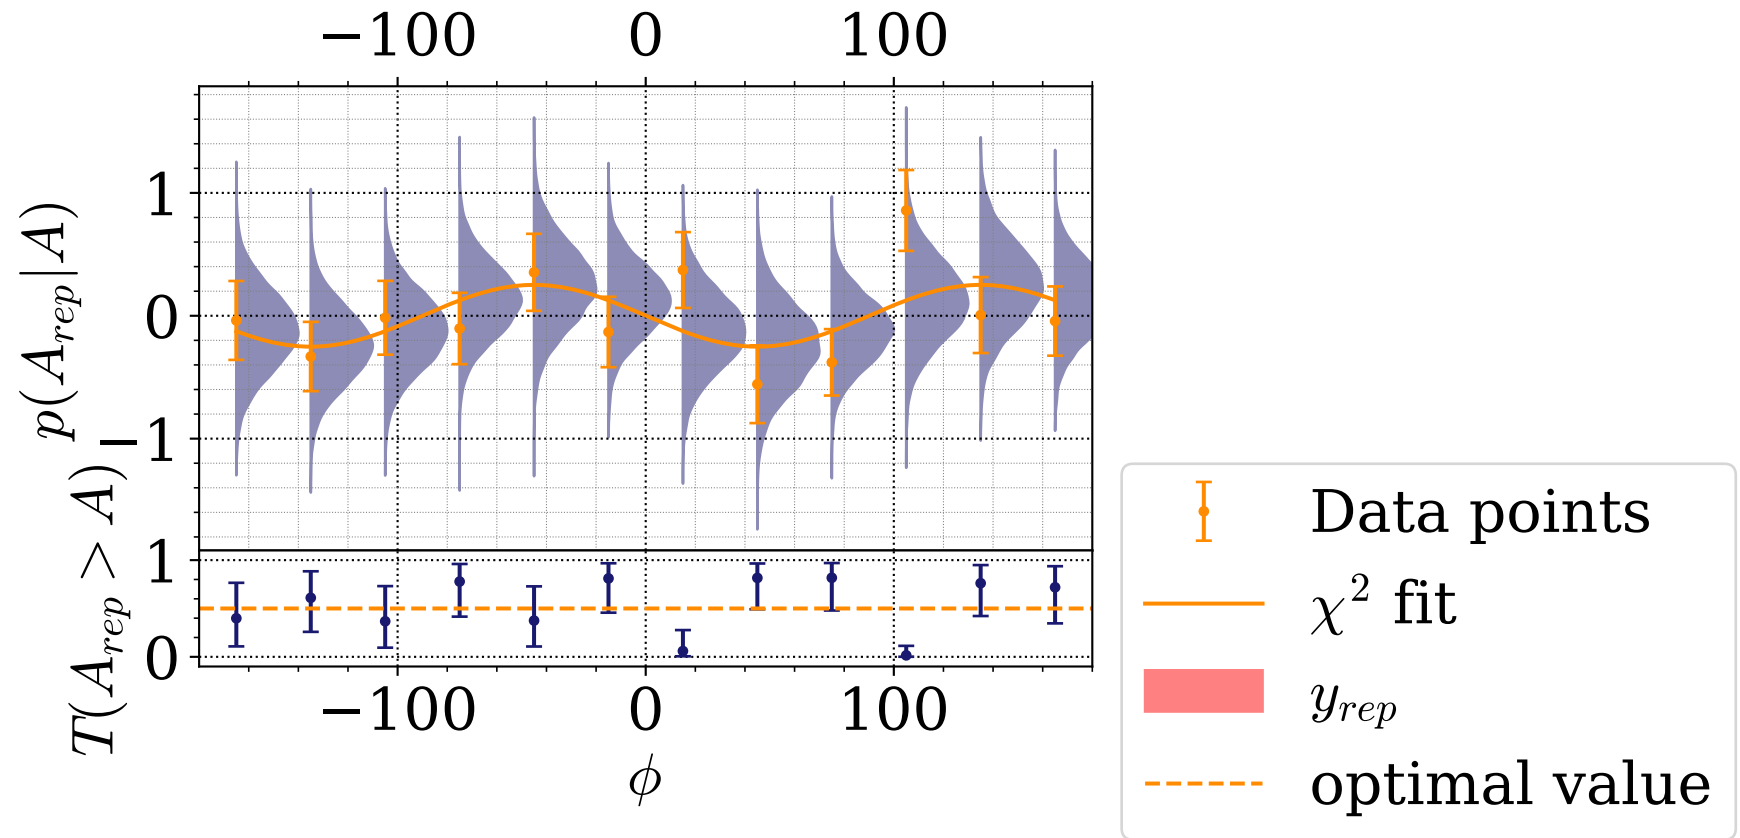 −100 0 100
p(A_rep|A)
1
0
−1
T(A_rep > A)
1
0
−100 0 100
ϕ
Data points
χ² fit
y_rep
optimal value